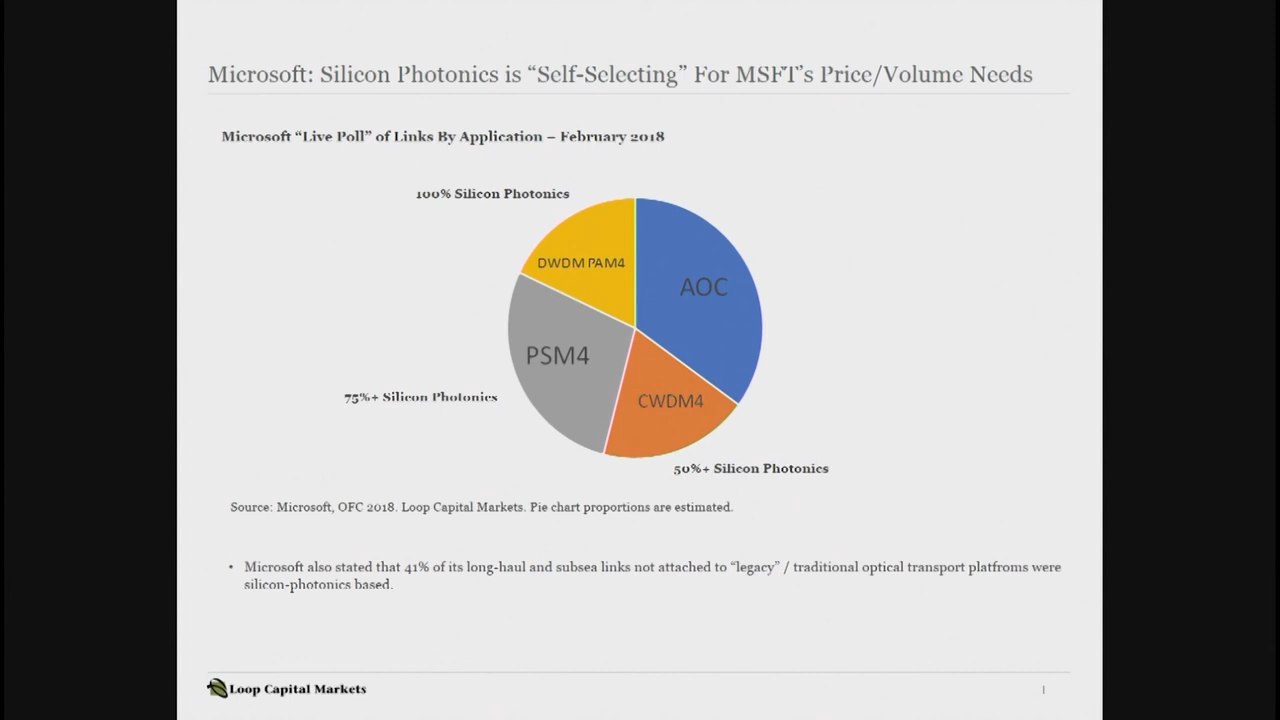 Microsoft: Silicon Photonics is “Self-Selecting” For MSFT’s Price/Volume Needs
Microsoft “Live Poll” of Links By Application – February 2018
100% Silicon Photonics
DWDM PAM4
AOC
PSM4
CWDM4
75%+ Silicon Photonics
50%+ Silicon Photonics
Source: Microsoft, OFC 2018. Loop Capital Markets. Pie chart proportions are estimated.
• Microsoft also stated that 41% of its long-haul and subsea links not attached to “legacy” / traditional optical transport platfroms were
silicon-photonics based.
Loop Capital Markets
1